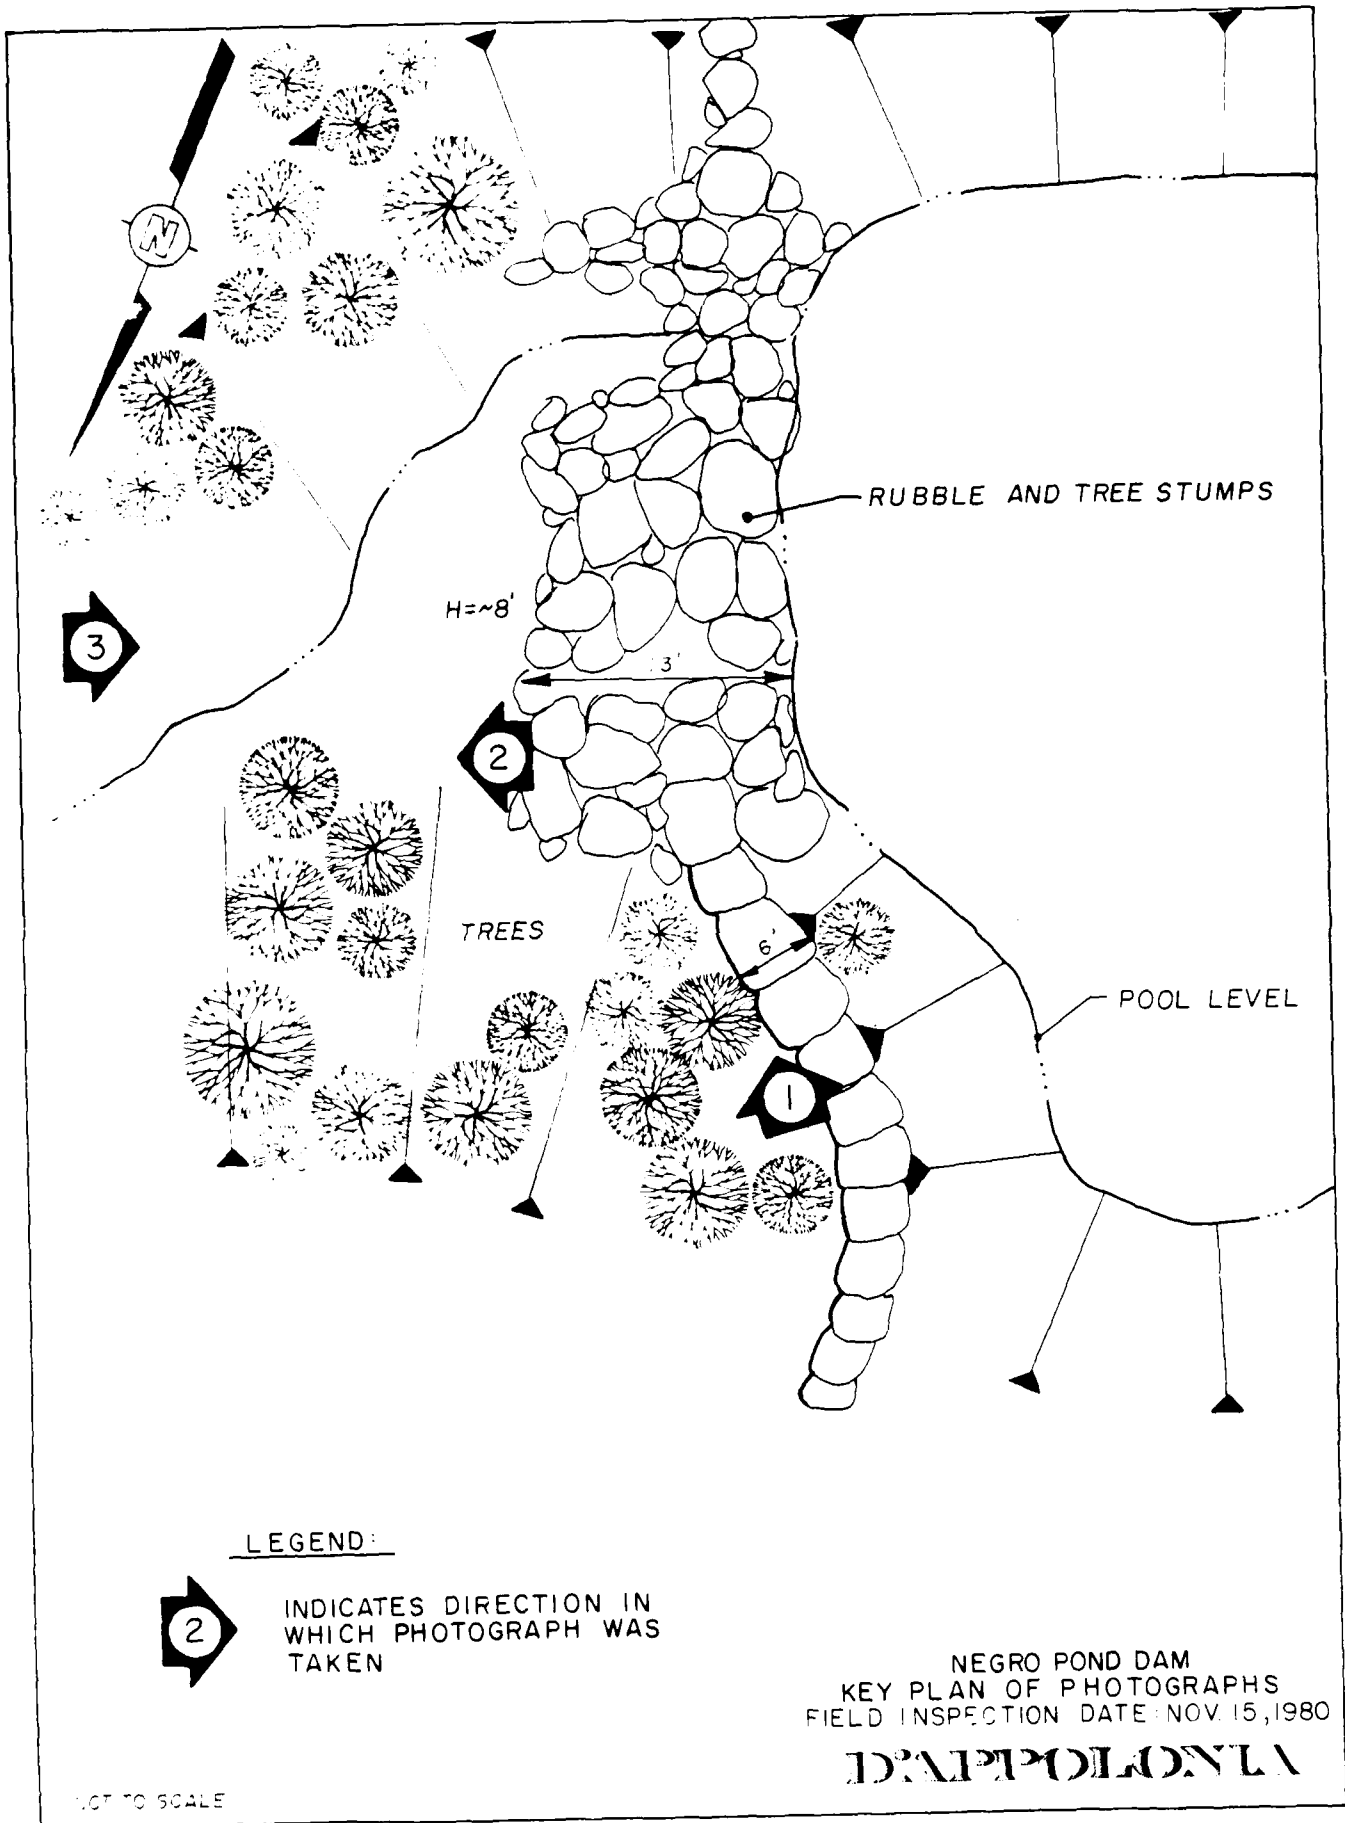 N
RUBBLE AND TREE STUMPS
H=~8'
3
3'
2
TREES
6'
POOL LEVEL
1
LEGEND:
2
INDICATES DIRECTION IN
WHICH PHOTOGRAPH WAS
TAKEN
NEGRO POND DAM
KEY PLAN OF PHOTOGRAPHS
FIELD INSPECTION DATE: NOV. 15, 1980
D'APPOLONIA
NOT TO SCALE